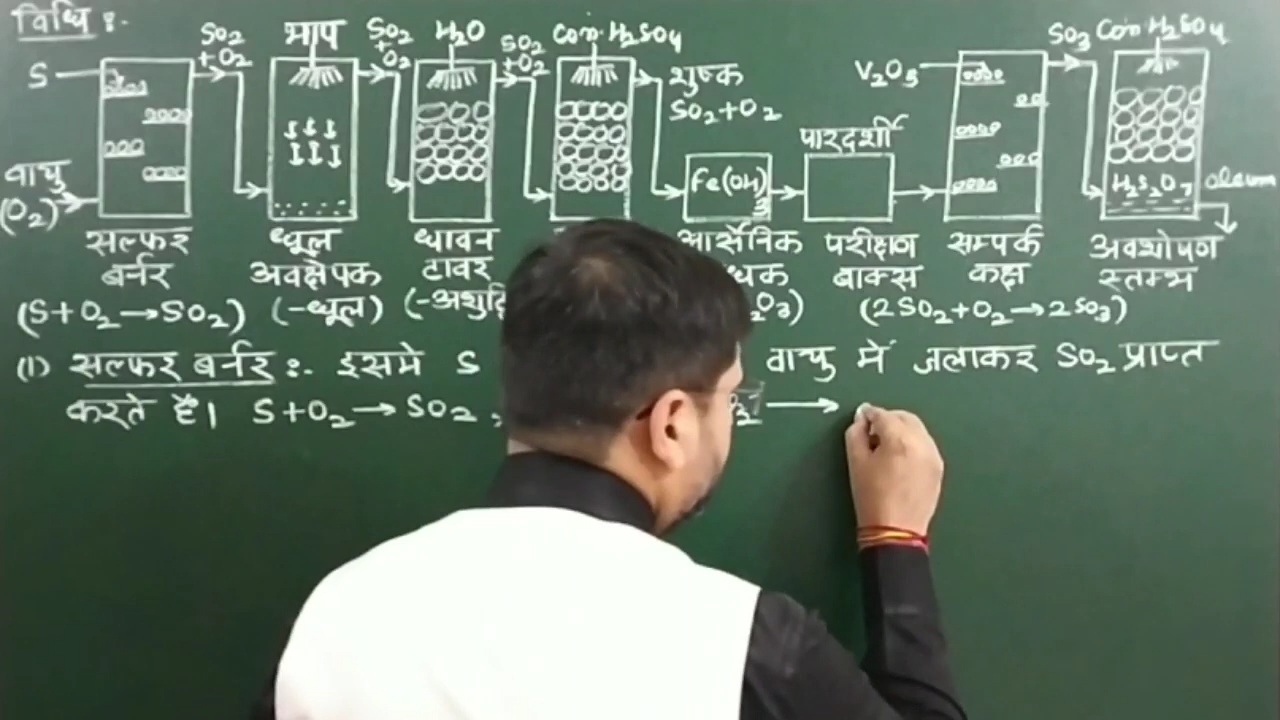 विधि :-
SO2 + O2 भाप SO2 + O2 H2O SO2 + O2 Con. H2SO4 SO3 Con. H2SO4
S शुष्क V2O5
SO2 + O2
पारदर्शी
वायु Fe(OH)3 H2S2O7 oleum
(O2)
सल्फर धूल धावन आर्सेनिक परीक्षण सम्पर्क अवशोषण
बर्नर अवक्षेपक टावर बाक्स कक्ष स्तम्भ
(S + O2 → SO2) (-धूल) (2SO2 + O2 → 2SO3)
(1) सल्फर बर्नर :- इसमे S वायु में जलाकर SO2 प्राप्त
करते हैं। S + O2 → SO2, →